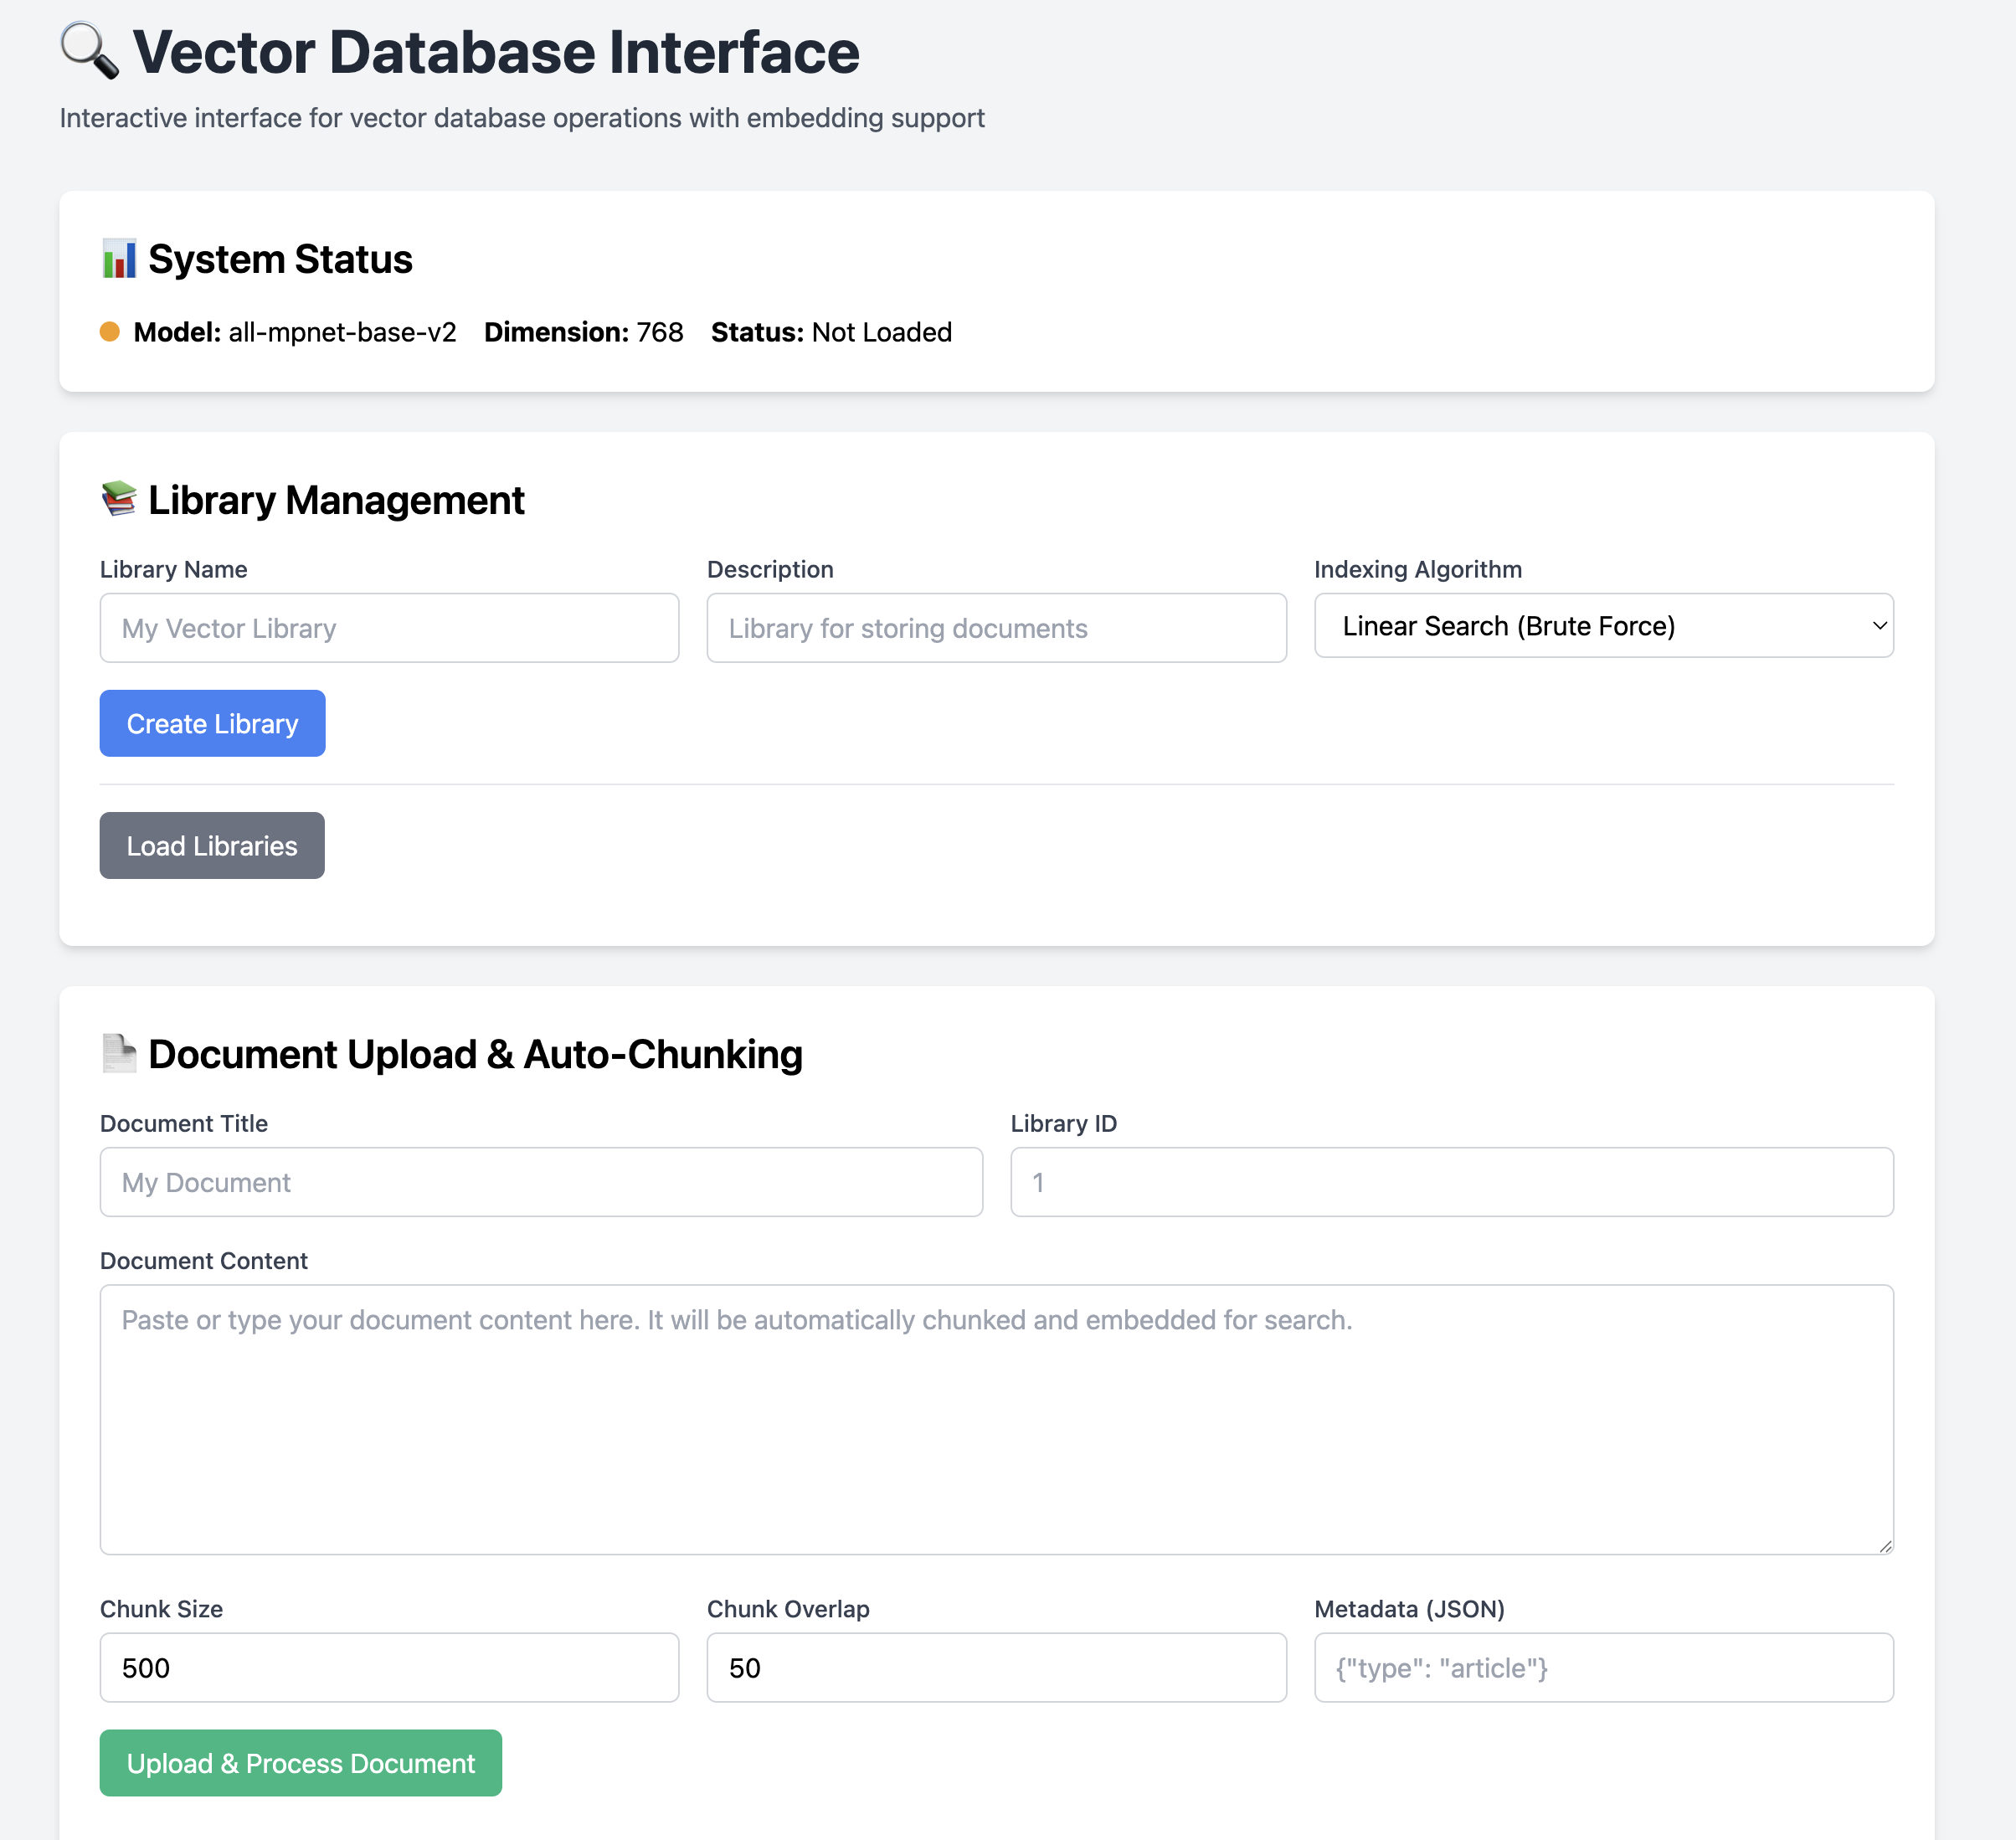 Vector Database Interface
Interactive interface for vector database operations with embedding support
System Status
Model: all-mpnet-base-v2 Dimension: 768 Status: Not Loaded
Library Management
Library Name Description Indexing Algorithm
My Vector Library Library for storing documents Linear Search (Brute Force)
Create Library
Load Libraries
Document Upload & Auto-Chunking
Document Title Library ID
My Document 1
Document Content
Paste or type your document content here. It will be automatically chunked and embedded for search.
Chunk Size Chunk Overlap Metadata (JSON)
500 50 {"type": "article"}
Upload & Process Document